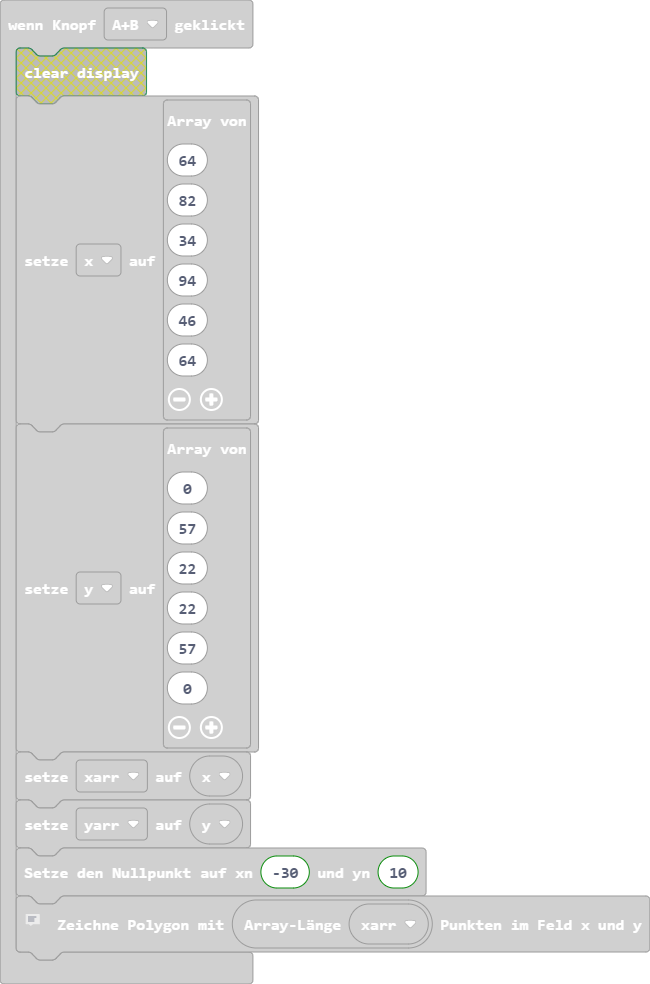 wenn Knopf A+B geklickt
clear display
Array von
64
82
34
94
46
64
setze x auf
Array von
0
57
22
22
57
0
setze y auf
setze xarr auf x
setze yarr auf y
Setze den Nullpunkt auf xn -30 und yn 10
Zeichne Polygon mit Array-Länge xarr Punkten im Feld x und y